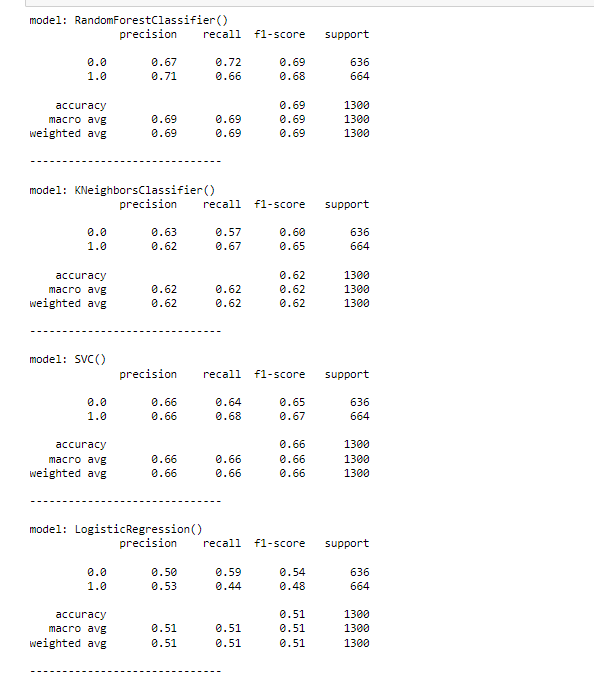 model: RandomForestClassifier()
precision recall f1-score support
0.0 0.67 0.72 0.69 636
1.0 0.71 0.66 0.68 664
accuracy 0.69 1300
macro avg 0.69 0.69 0.69 1300
weighted avg 0.69 0.69 0.69 1300
------------------------------
model: KNeighborsClassifier()
precision recall f1-score support
0.0 0.63 0.57 0.60 636
1.0 0.62 0.67 0.65 664
accuracy 0.62 1300
macro avg 0.62 0.62 0.62 1300
weighted avg 0.62 0.62 0.62 1300
------------------------------
model: SVC()
precision recall f1-score support
0.0 0.66 0.64 0.65 636
1.0 0.66 0.68 0.67 664
accuracy 0.66 1300
macro avg 0.66 0.66 0.66 1300
weighted avg 0.66 0.66 0.66 1300
------------------------------
model: LogisticRegression()
precision recall f1-score support
0.0 0.50 0.59 0.54 636
1.0 0.53 0.44 0.48 664
accuracy 0.51 1300
macro avg 0.51 0.51 0.51 1300
weighted avg 0.51 0.51 0.51 1300
------------------------------